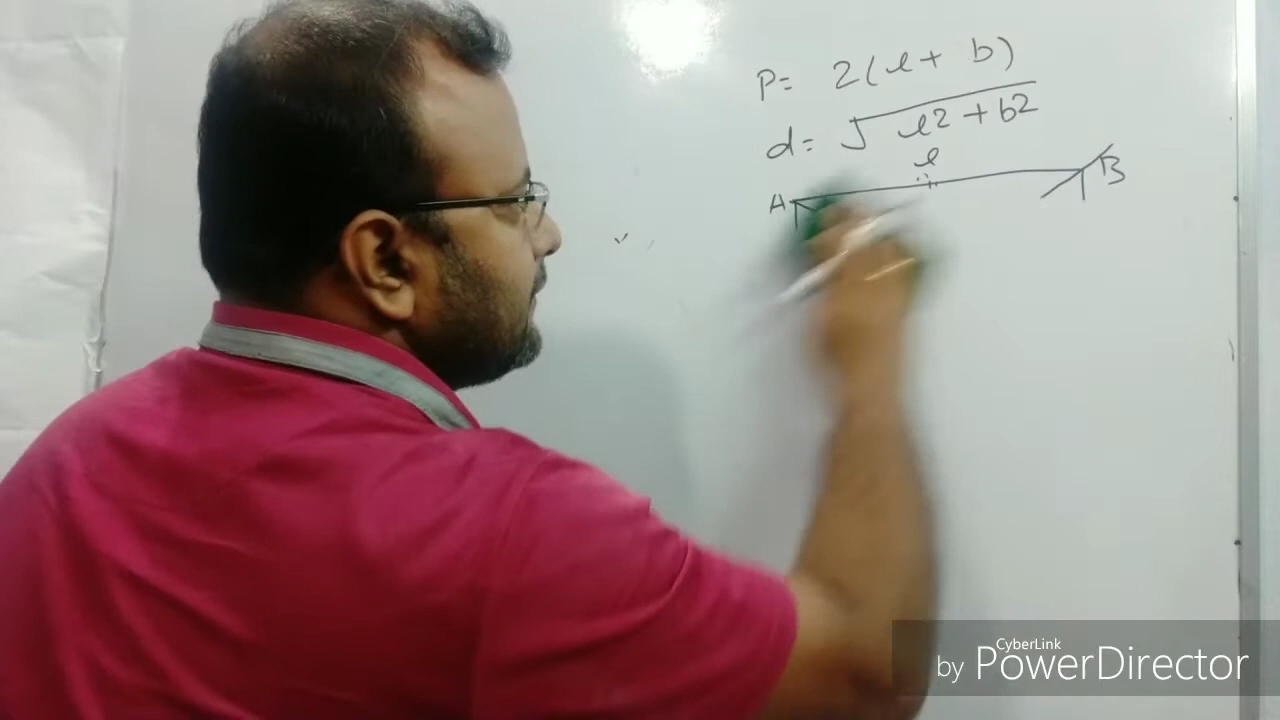 P= 2(l+ b)
d= √l2+b2
l
A B
CyberLink
by PowerDirector